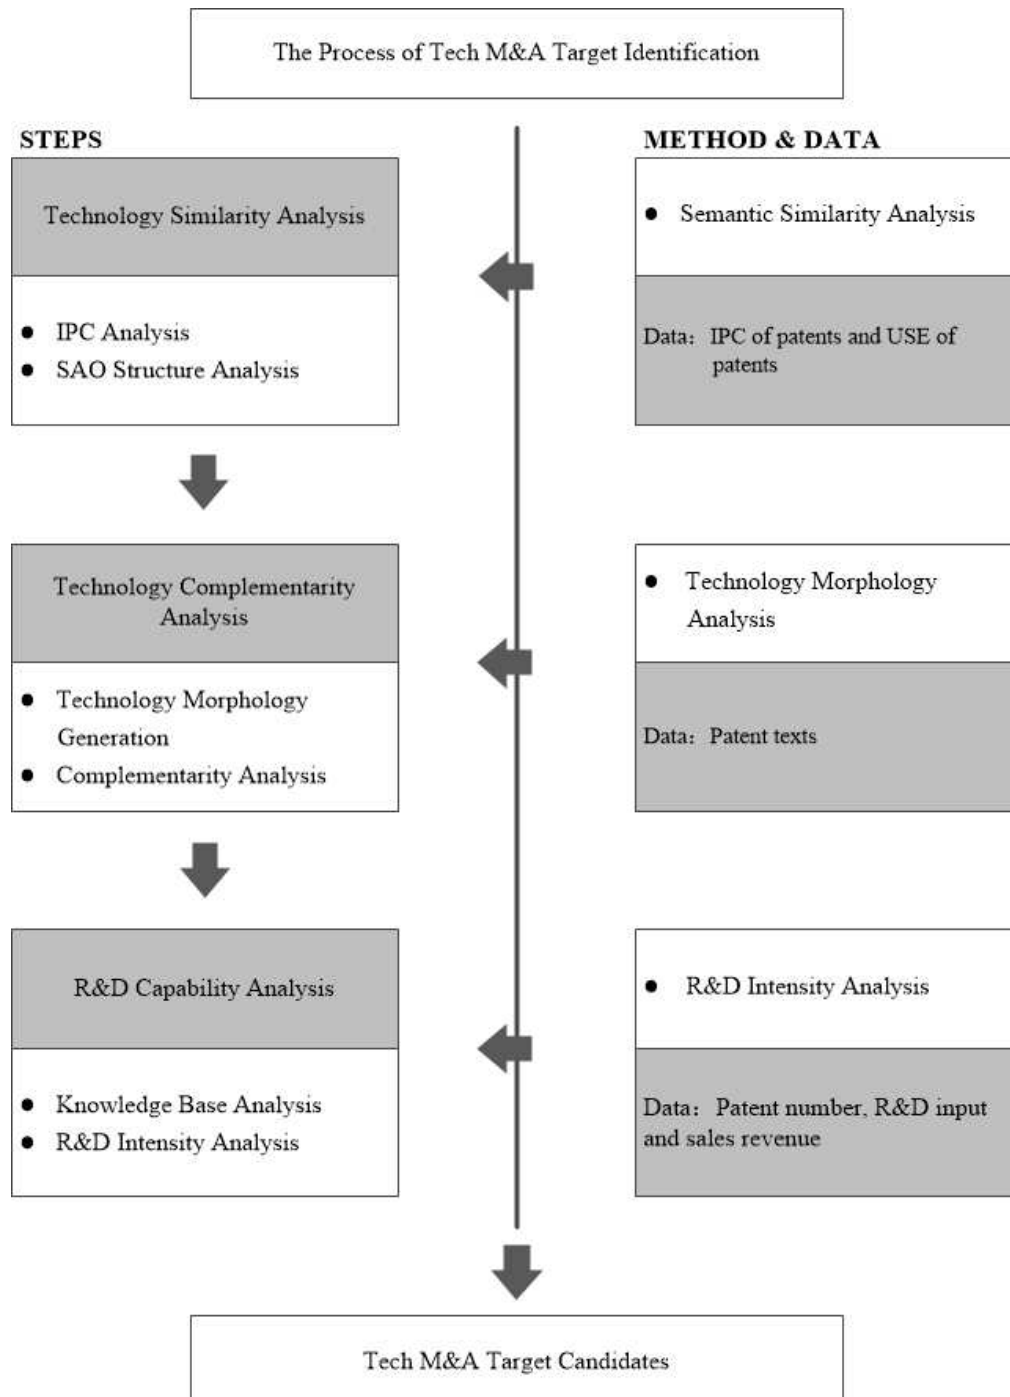 The Process of Tech M&A Target Identification
STEPS
METHOD & DATA
Technology Similarity Analysis
● IPC Analysis
● SAO Structure Analysis
● Semantic Similarity Analysis
Data：IPC of patents and USE of
patents
Technology Complementarity
Analysis
● Technology Morphology
Generation
● Complementarity Analysis
● Technology Morphology
Analysis
Data：Patent texts
R&D Capability Analysis
● Knowledge Base Analysis
● R&D Intensity Analysis
● R&D Intensity Analysis
Data：Patent number, R&D input
and sales revenue
Tech M&A Target Candidates